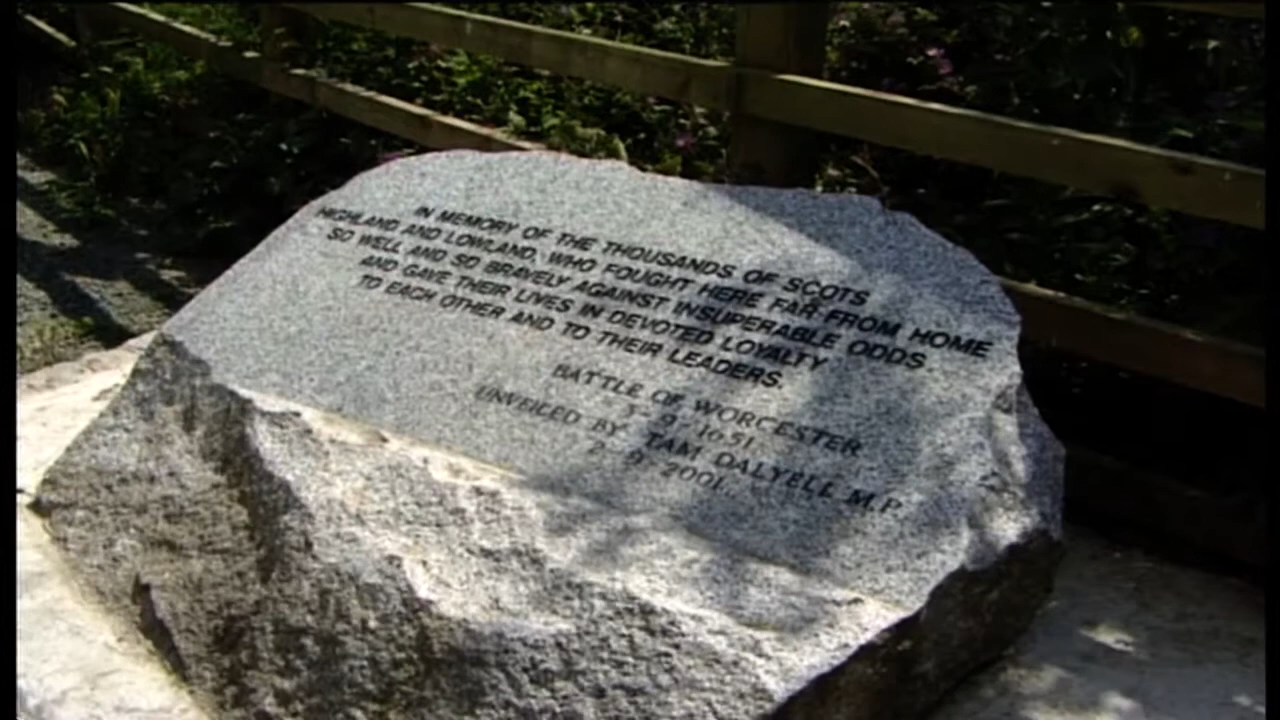 IN MEMORY OF THE THOUSANDS OF SCOTS
HIGHLAND AND LOWLAND, WHO FOUGHT HERE FAR FROM HOME
SO WELL AND SO BRAVELY AGAINST INSUPERABLE ODDS
AND GAVE THEIR LIVES IN DEVOTED LOYALTY
TO EACH OTHER AND TO THEIR LEADERS.
BATTLE OF WORCESTER
3 - 9 - 1651
UNVEILED BY TAM DALYELL M.P.
2 - 9 - 2001